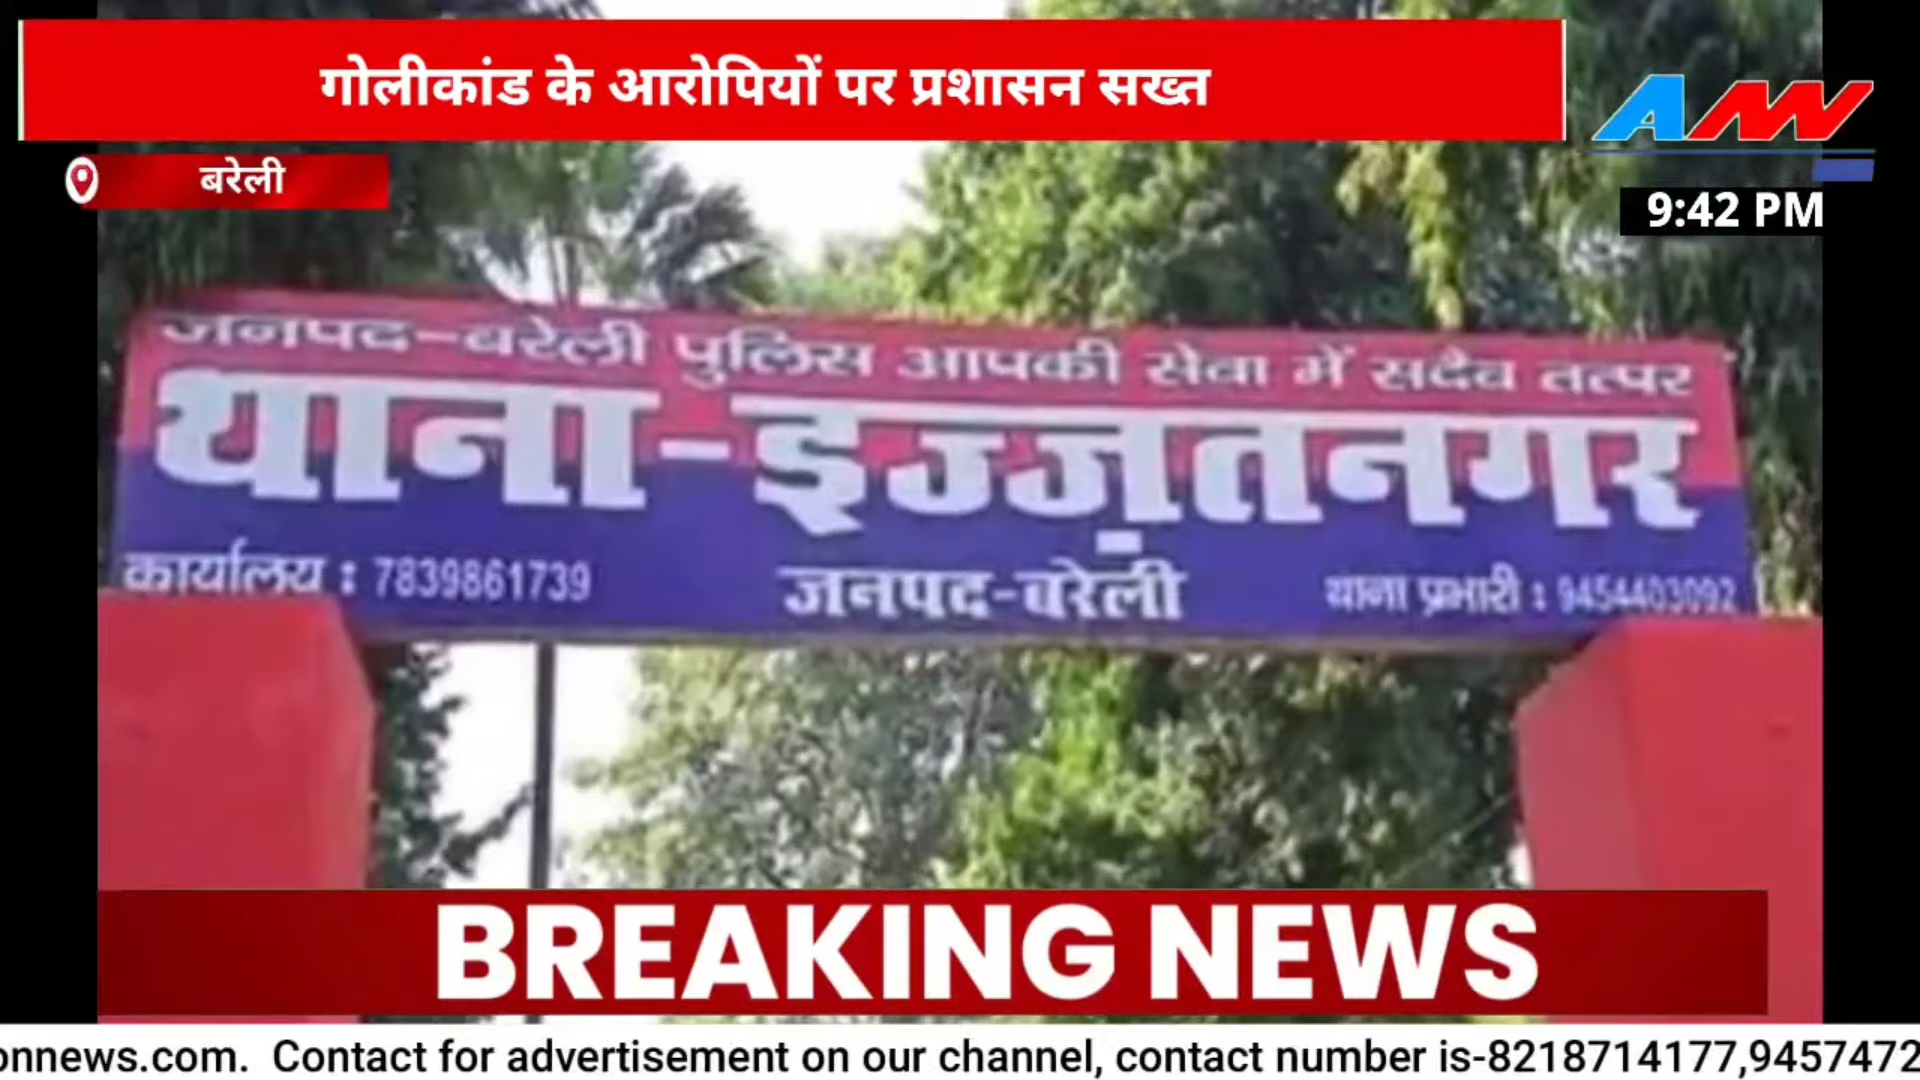 गोलीकांड के आरोपियों पर प्रशासन सख्त
बरेली
9:42 PM
जनपद-बरेली पुलिस आपकी सेवा में सदैव तत्पर
थाना-इज्ज़तनगर
कार्यालय : 7839861739
जनपद-बरेली
थाना प्रभारी : 9454403092
BREAKING NEWS
onnews.com. Contact for advertisement on our channel, contact number is-8218714177,9457472